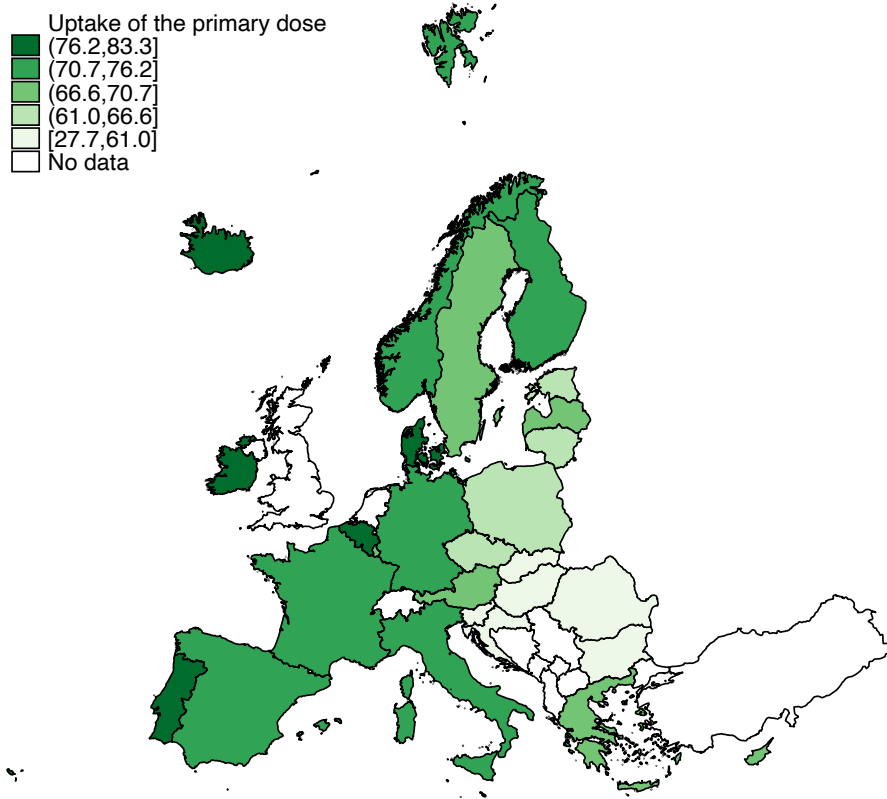 Uptake of the primary dose
(76.2,83.3]
(70.7,76.2]
(66.6,70.7]
(61.0,66.6]
[27.7,61.0]
No data